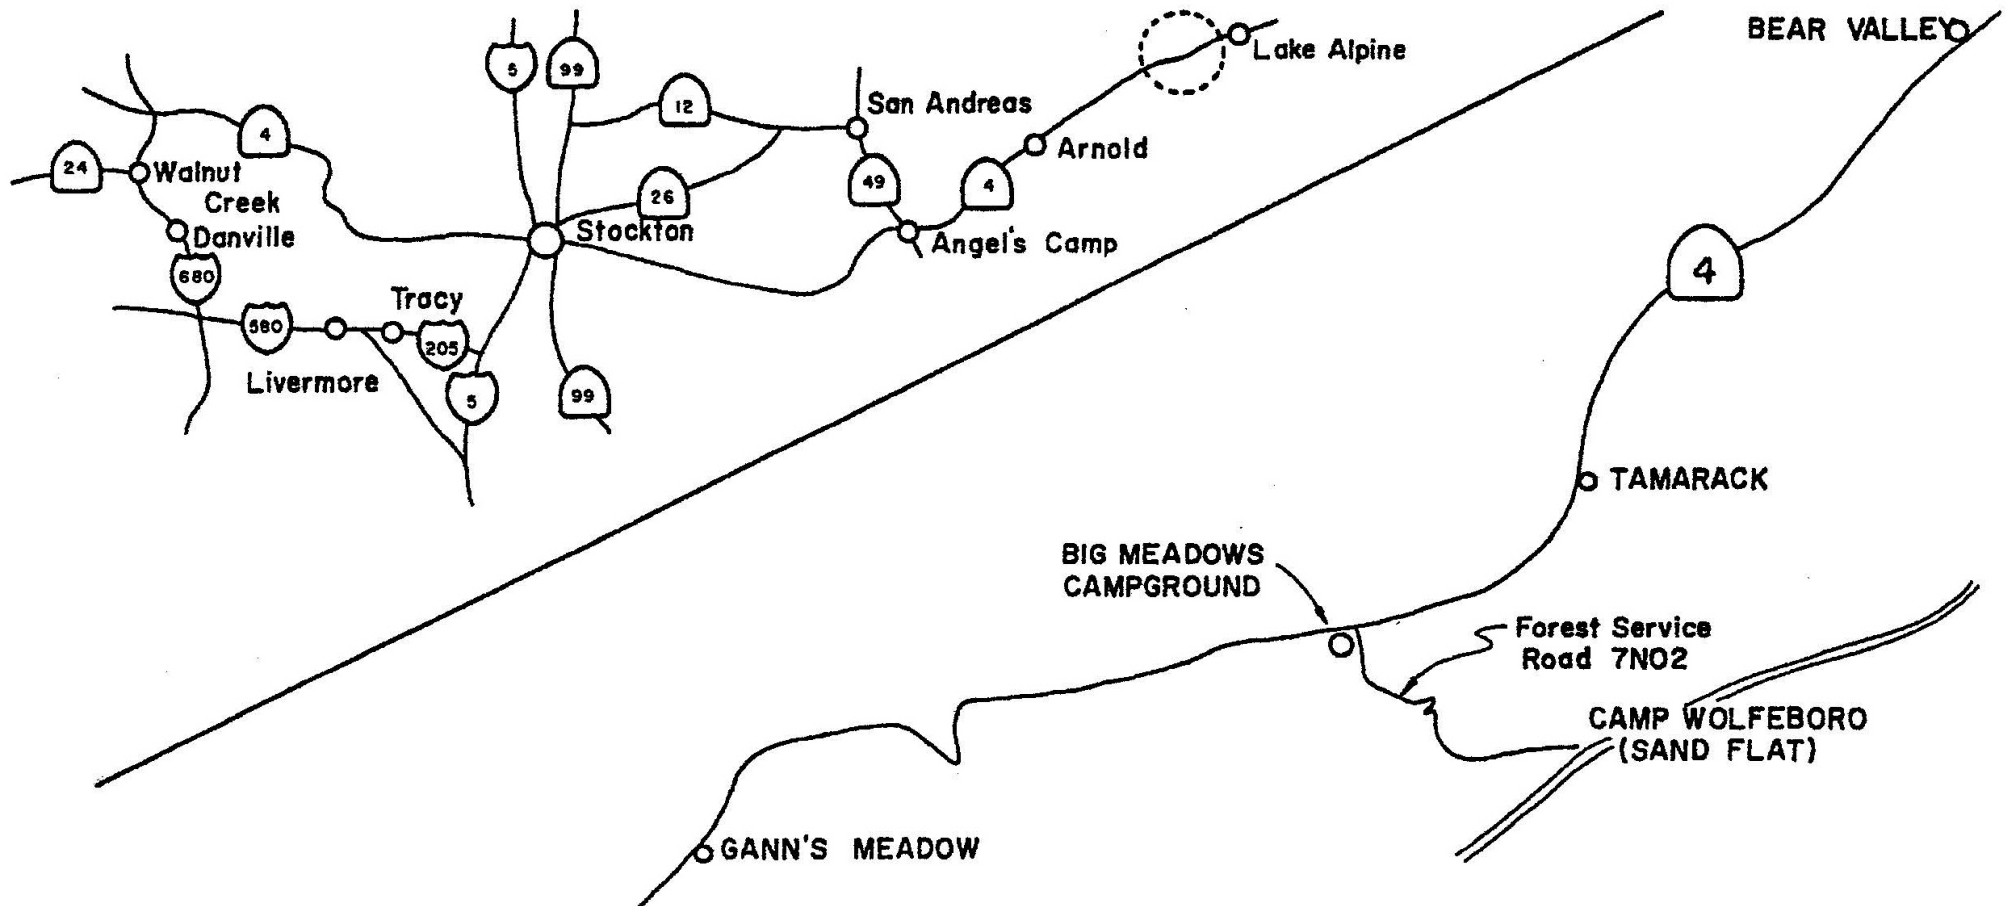 5
99
Lake Alpine
BEAR VALLEY
12
San Andreas
4
24
Walnut
Creek
Arnold
49
4
26
Danville
Stockton
Angel's Camp
680
4
Tracy
580
205
Livermore
5
99
TAMARACK
BIG MEADOWS
CAMPGROUND
Forest Service
Road 7N02
CAMP WOLFEBORO
(SAND FLAT)
GANN'S MEADOW